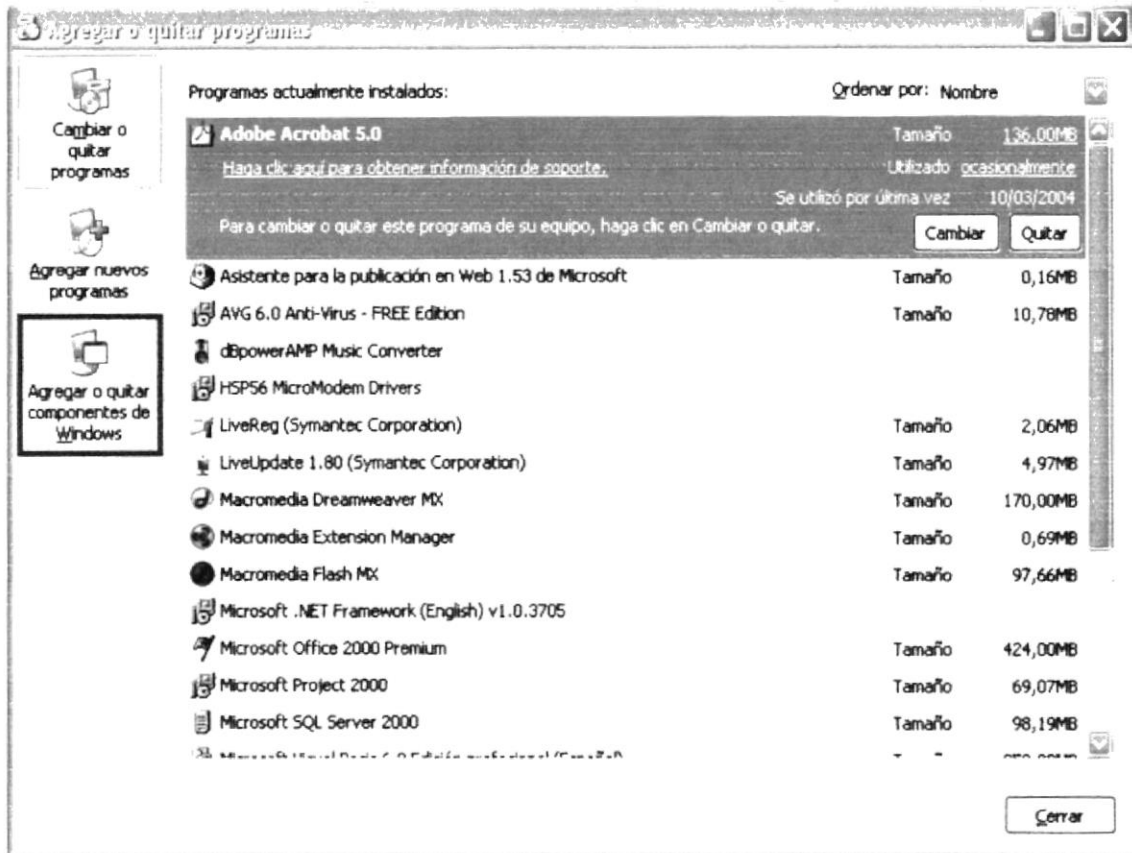 Agregar o quitar programas
Cambiar o
quitar
programas
Agregar nuevos
programas
Agregar o quitar
componentes de
Windows
Programas actualmente instalados:
Ordenar por: Nombre
Adobe Acrobat 5.0 Tamaño 136,00MB
Haga clic aquí para obtener información de soporte. Utilizado ocasionalmente
Se utilizó por última vez 10/03/2004
Para cambiar o quitar este programa de su equipo, haga clic en Cambiar o quitar. Cambiar Quitar
Asistente para la publicación en Web 1.53 de Microsoft Tamaño 0,16MB
AVG 6.0 Anti-Virus - FREE Edition Tamaño 10,78MB
dBpowerAMP Music Converter
HSP56 MicroModem Drivers
LiveReg (Symantec Corporation) Tamaño 2,06MB
LiveUpdate 1.80 (Symantec Corporation) Tamaño 4,97MB
Macromedia Dreamweaver MX Tamaño 170,00MB
Macromedia Extension Manager Tamaño 0,69MB
Macromedia Flash MX Tamaño 97,66MB
Microsoft .NET Framework (English) v1.0.3705
Microsoft Office 2000 Premium Tamaño 424,00MB
Microsoft Project 2000 Tamaño 69,07MB
Microsoft SQL Server 2000 Tamaño 98,19MB
Cerrar